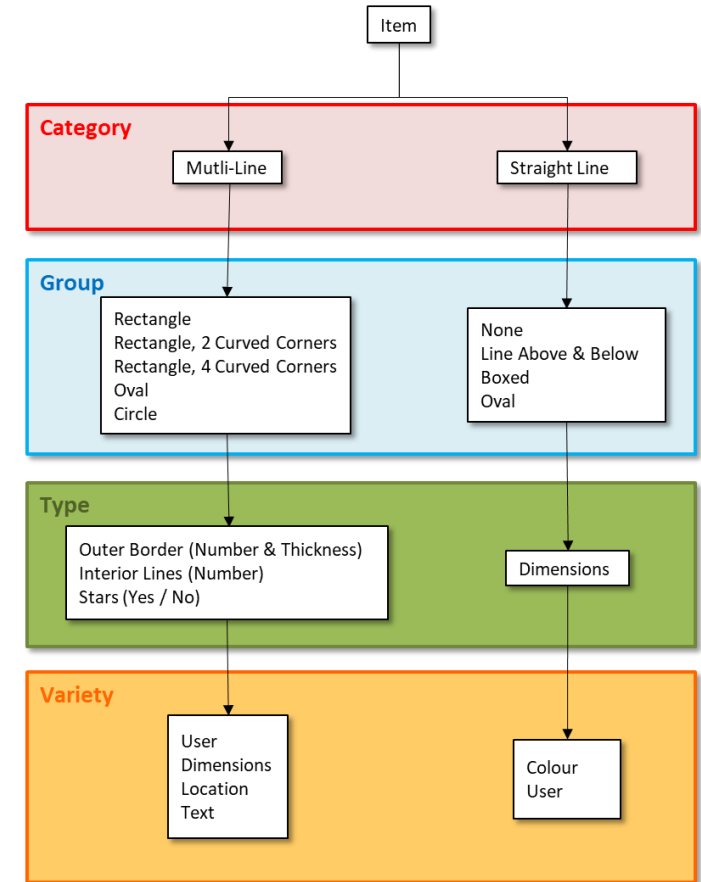 Item
Category
Mutli-Line
Straight Line
Group
Rectangle
Rectangle, 2 Curved Corners
Rectangle, 4 Curved Corners
Oval
Circle
None
Line Above & Below
Boxed
Oval
Type
Outer Border (Number & Thickness)
Interior Lines (Number)
Stars (Yes / No)
Dimensions
Variety
User
Dimensions
Location
Text
Colour
User